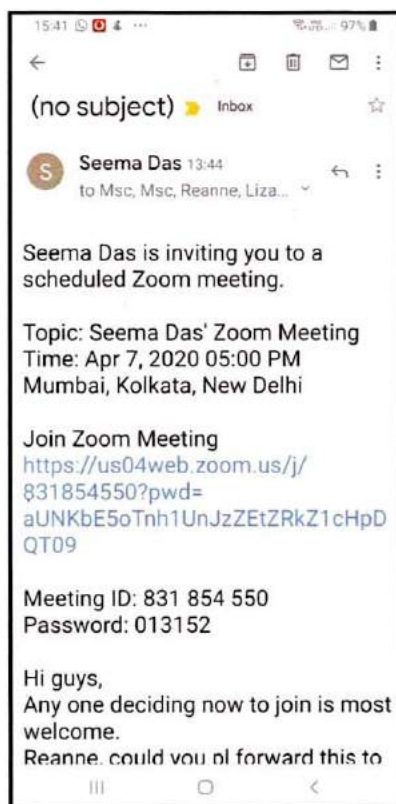 15:41 97%
(no subject) Inbox
S
Seema Das 13:44
to Msc, Msc, Reanne, Liza...
Seema Das is inviting you to a
scheduled Zoom meeting.
Topic: Seema Das' Zoom Meeting
Time: Apr 7, 2020 05:00 PM
Mumbai, Kolkata, New Delhi
Join Zoom Meeting
https://us04web.zoom.us/j/
831854550?pwd=
aUNKbE5oTnh1UnJzZEtZRkZ1cHpD
QT09
Meeting ID: 831 854 550
Password: 013152
Hi guys,
Any one deciding now to join is most
welcome.
Reanne, could you pl forward this to